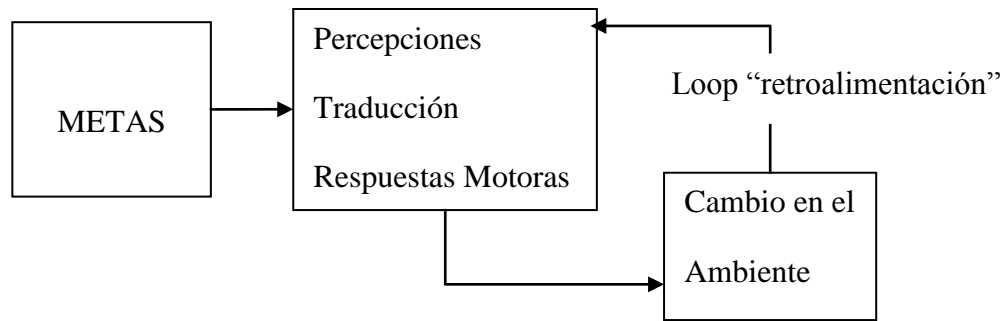 METAS
Percepciones
Traducción
Respuestas Motoras
Loop “retroalimentación”
Cambio en el
Ambiente